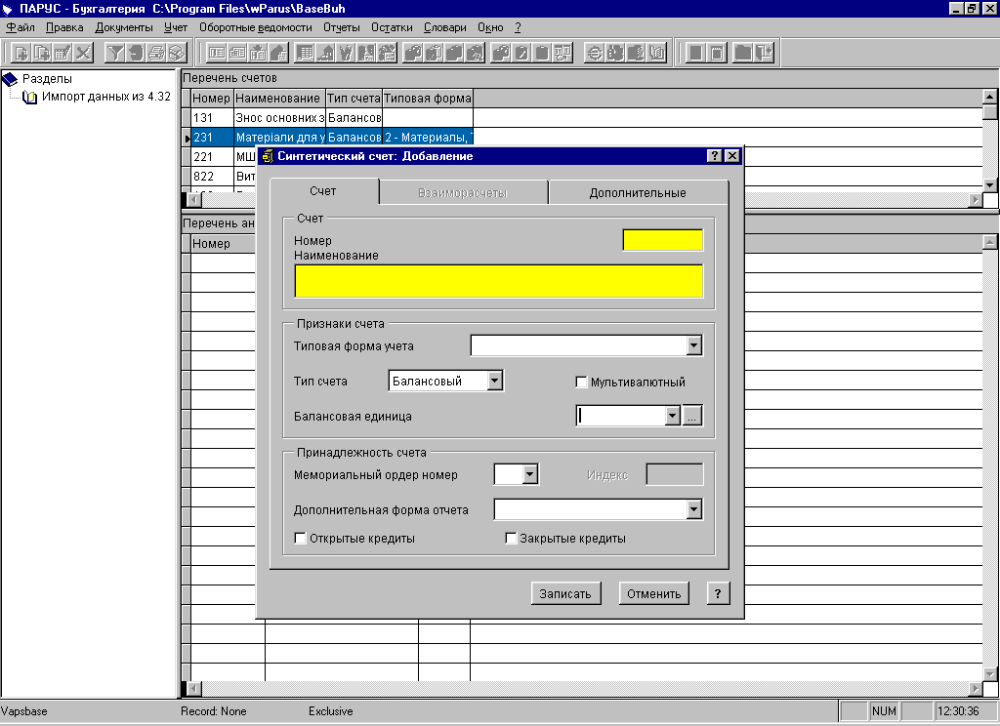 ПАРУС - Бухгалтерия C:\Program Files\wParus\BaseBuh
Файл Правка Документы Учет Оборотные ведомости Отчеты Остатки Словари Окно ?
Разделы
Импорт данных из 4.32
Перечень счетов
Номер Наименование Тип счета Типовая форма
131 Знос основних з Балансов
231 Матеріали для у Балансов 2 - Материалы,
221 МШ
822 Вит
Перечень ан
Номер
Синтетический счет: Добавление
Счет Взаиморасчеты Дополнительные
Счет
Номер
Наименование
Признаки счета
Типовая форма учета
Тип счета Балансовый Мультивалютный
Балансовая единица ...
Принадлежность счета
Мемориальный ордер номер Индекс
Дополнительная форма отчета
Открытые кредиты Закрытые кредиты
Записать Отменить ?
Vapsbase Record: None Exclusive NUM 12:30:36